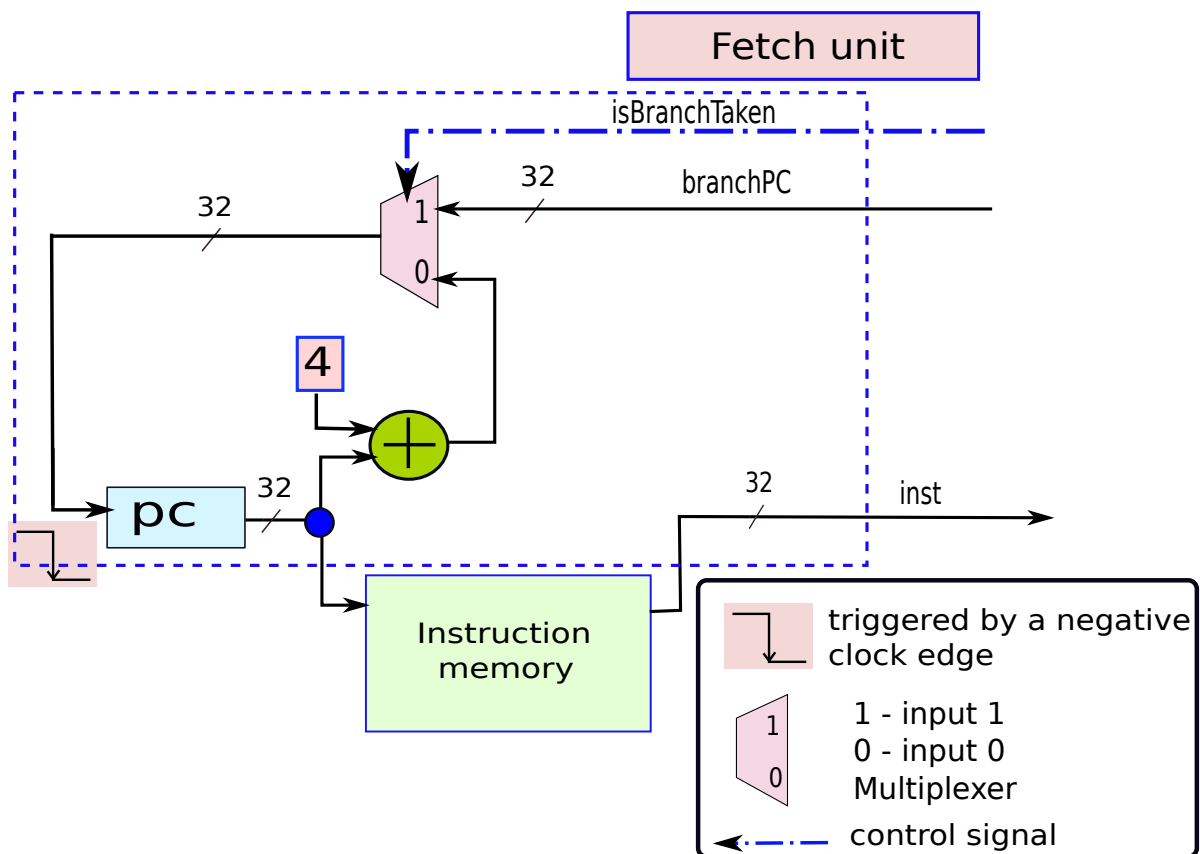 Fetch unit
isBranchTaken
32
branchPC
32
1
0
4
32
pc
32
inst
Instruction
memory
triggered by a negative
clock edge
1
0
1 - input 1
0 - input 0
Multiplexer
control signal